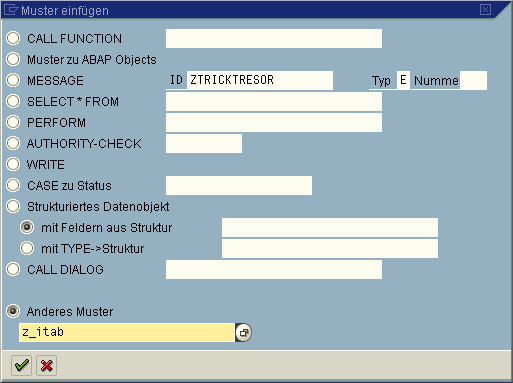 Muster einfügen
CALL FUNCTION
Muster zu ABAP Objects
MESSAGE ID ZTRICKTRESOR Typ E Numme
SELECT * FROM
PERFORM
AUTHORITY-CHECK
WRITE
CASE zu Status
Strukturiertes Datenobjekt
mit Feldern aus Struktur
mit TYPE->Struktur
CALL DIALOG
Anderes Muster
z_itab